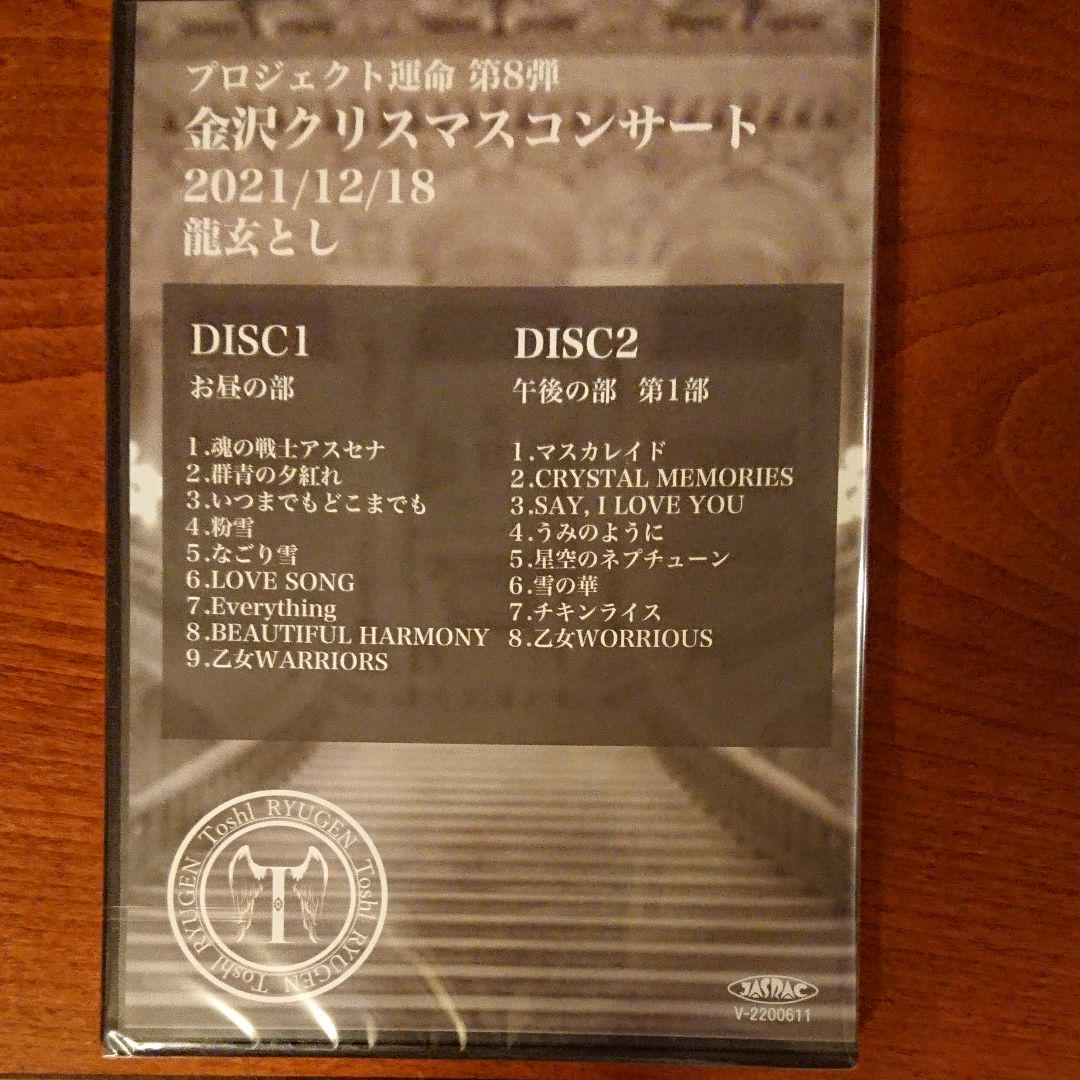 プロジェクト運命 第8弾
金沢クリスマスコンサート
2021/12/18
龍玄とし
DISC1
お昼の部
1.魂の戦士アスセナ
2.群青の夕紅れ
3.いつまでもどこまでも
4.粉雪
5.なごり雪
6.LOVE SONG
7.Everything
8.BEAUTIFUL HARMONY
9.乙女WARRIORS
DISC2
午後の部 第1部
1.マスカレイド
2.CRYSTAL MEMORIES
3.SAY, I LOVE YOU
4.うみのように
5.星空のネプチューン
6.雪の華
7.チキンライス
8.乙女WORRIOUS
Toshl RYUGEN Toshl RYUGEN Toshl RYUGEN
T
JASRAC
V-2200611